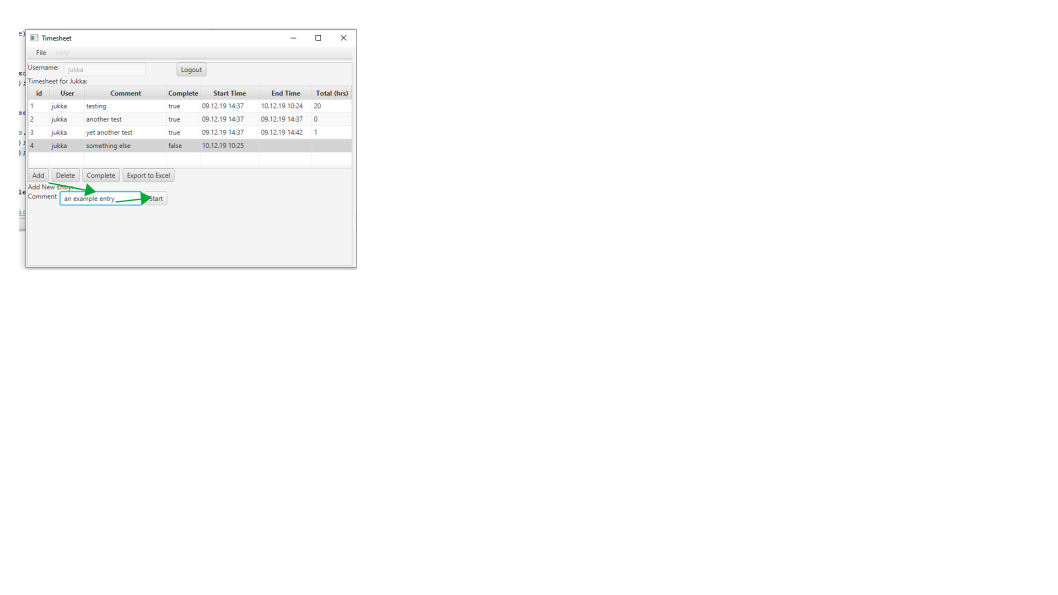 Timesheet
File Help
Username: jukka Logout
Timesheet for Jukka:
id User Comment Complete Start Time End Time Total (hrs)
1 jukka testing true 09.12.19 14:37 10.12.19 10:24 20
2 jukka another test true 09.12.19 14:37 09.12.19 14:37 0
3 jukka yet another test true 09.12.19 14:37 09.12.19 14:42 1
4 jukka something else false 10.12.19 10:25
Add Delete Complete Export to Excel
Add New Entry:
Comment an example entry Start